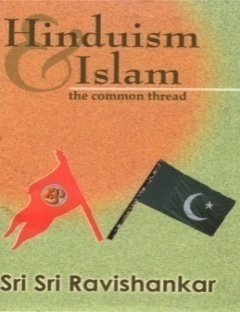 Hinduism
& Islam
the common thread
Sri Sri Ravishankar